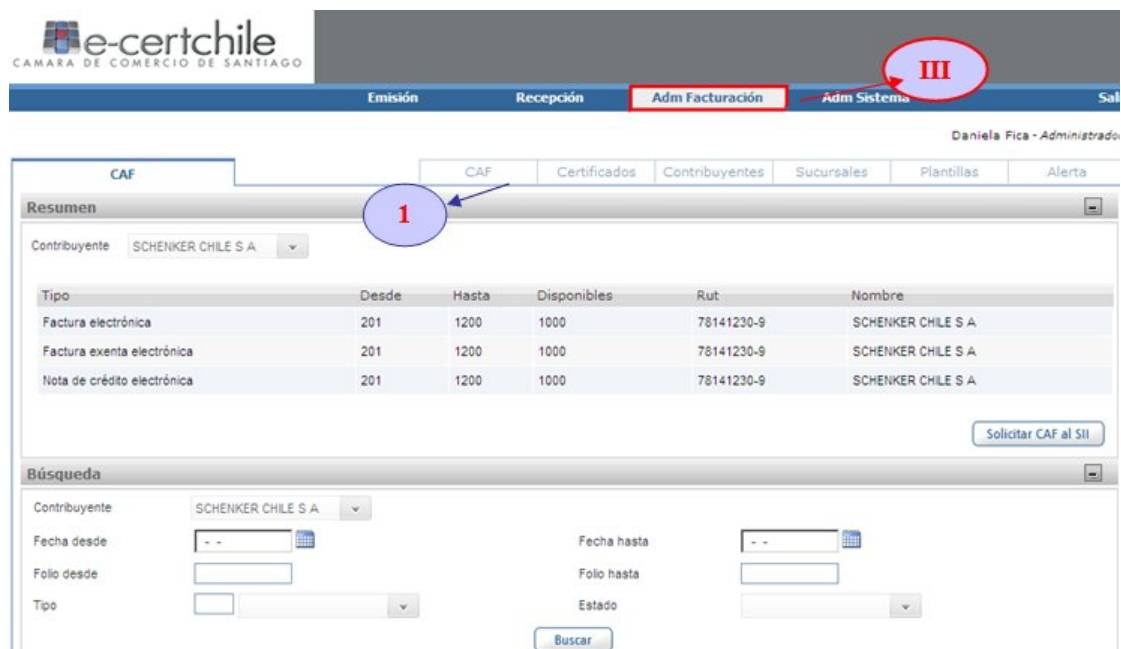 e-certchile
CAMARA DE COMERCIO DE SANTIAGO
III
Emisión Recepción Adm Facturación Adm Sistema Sal
Daniela Fica - Administrador
CAF CAF Certificados Contribuyentes Sucursales Plantillas Alerta
1
Resumen
Contribuyente SCHENKER CHILE S A
Tipo Desde Hasta Disponibles Rut Nombre
Factura electrónica 201 1200 1000 78141230-9 SCHENKER CHILE S A
Factura exenta electrónica 201 1200 1000 78141230-9 SCHENKER CHILE S A
Nota de crédito electrónica 201 1200 1000 78141230-9 SCHENKER CHILE S A
Solicitar CAF al SII
Búsqueda
Contribuyente SCHENKER CHILE S A
Fecha desde - - Fecha hasta - -
Folio desde Folio hasta
Tipo Estado
Buscar